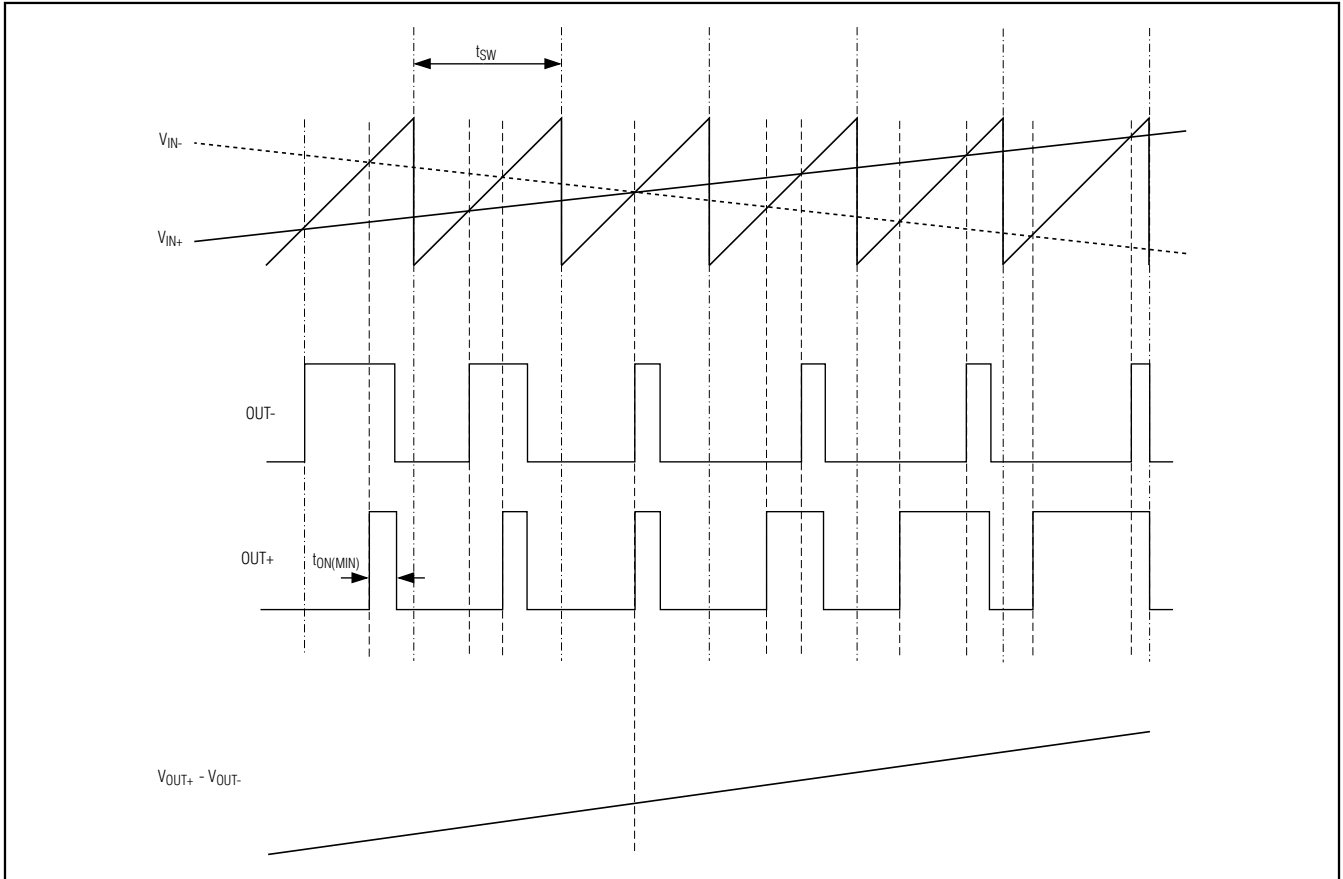 tSW
VIN-
VIN+
OUT-
OUT+
tON(MIN)
VOUT+ - VOUT-